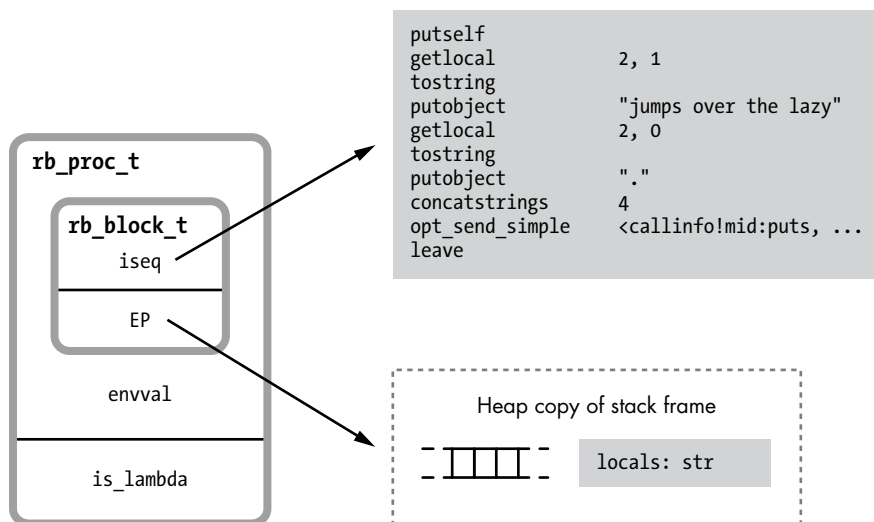 putself
getlocal 2, 1
tostring
putobject "jumps over the lazy"
getlocal 2, 0
tostring
putobject "."
concatstrings 4
opt_send_simple <callinfo!mid:puts, ...
leave
rb_proc_t
rb_block_t
iseq
EP
envval
is_lambda
Heap copy of stack frame
locals: str